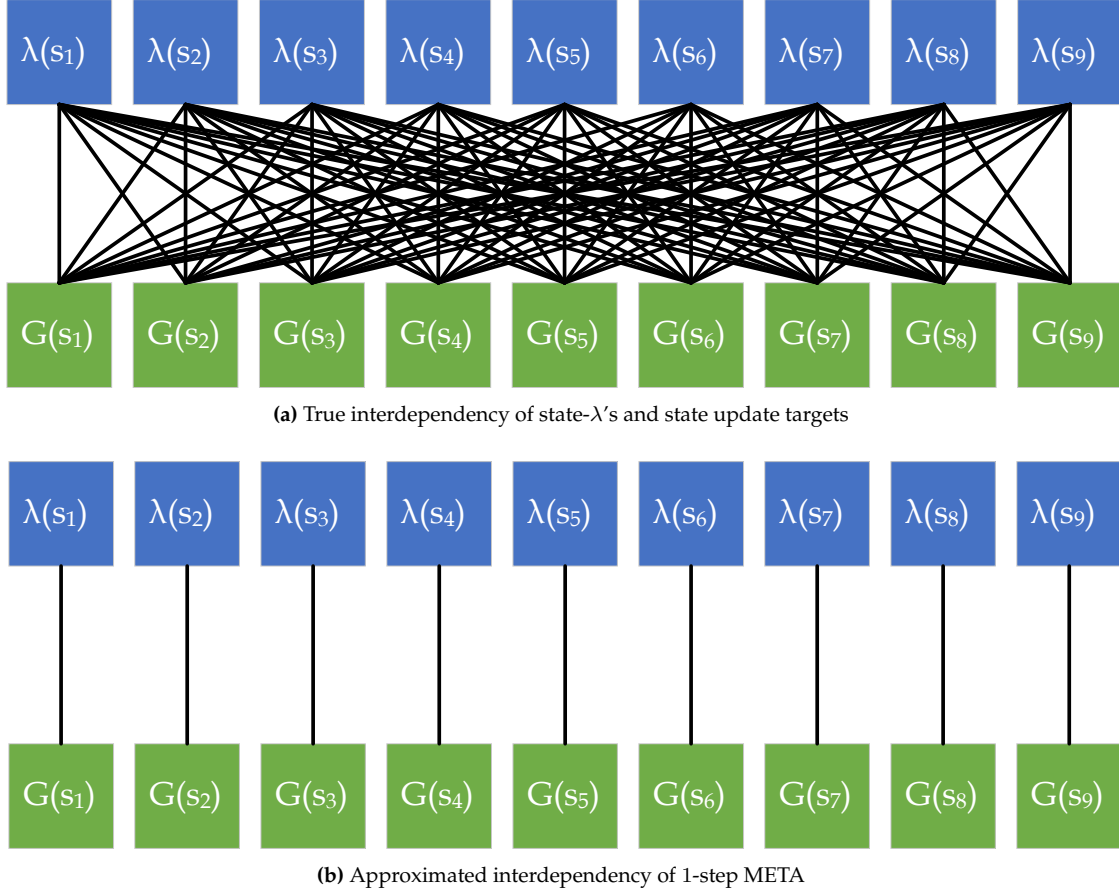 λ(s₁) λ(s₂) λ(s₃) λ(s₄) λ(s₅) λ(s₆) λ(s₇) λ(s₈) λ(s₉)
G(s₁) G(s₂) G(s₃) G(s₄) G(s₅) G(s₆) G(s₇) G(s₈) G(s₉)
(a) True interdependency of state-λ's and state update targets
λ(s₁) λ(s₂) λ(s₃) λ(s₄) λ(s₅) λ(s₆) λ(s₇) λ(s₈) λ(s₉)
G(s₁) G(s₂) G(s₃) G(s₄) G(s₅) G(s₆) G(s₇) G(s₈) G(s₉)
(b) Approximated interdependency of 1-step META